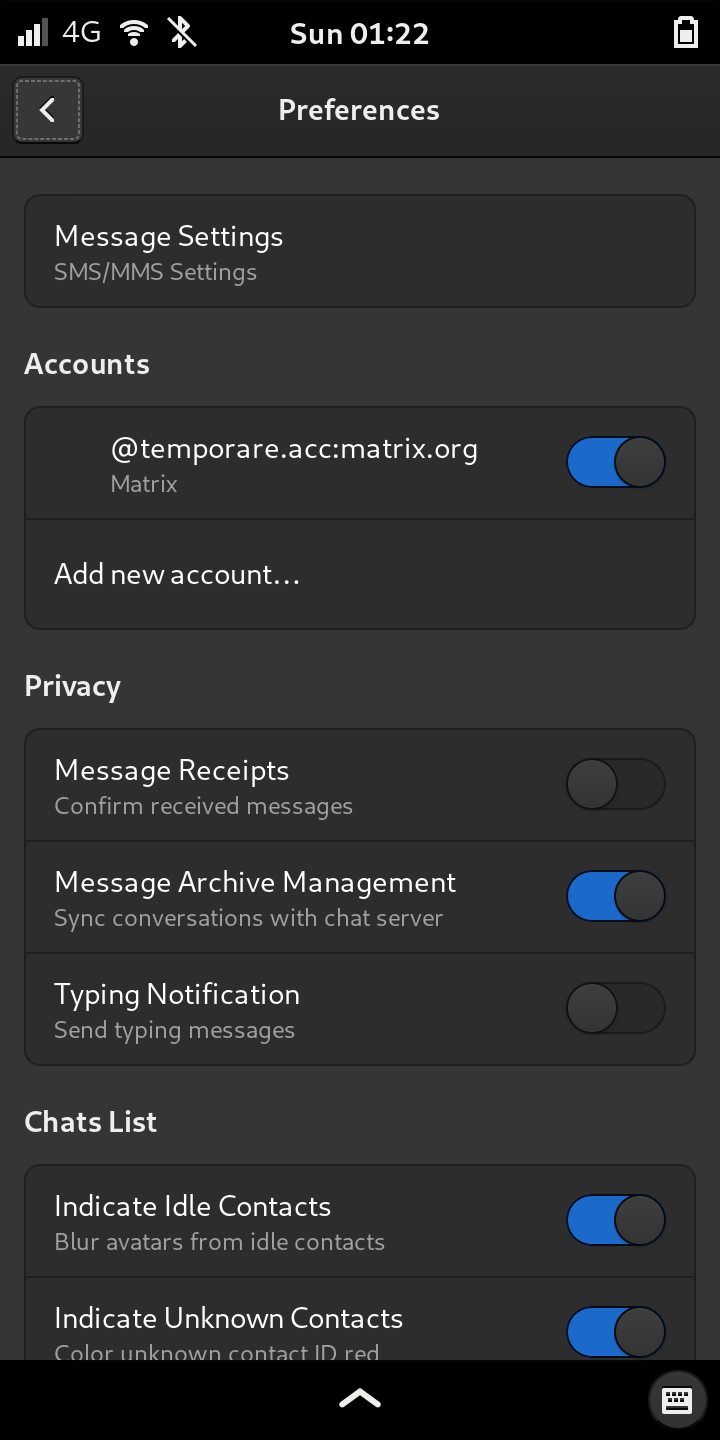 4G
Sun 01:22
Preferences
Message Settings
SMS/MMS Settings
Accounts
@temporare.acc:matrix.org
Matrix
Add new account…
Privacy
Message Receipts
Confirm received messages
Message Archive Management
Sync conversations with chat server
Typing Notification
Send typing messages
Chats List
Indicate Idle Contacts
Blur avatars from idle contacts
Indicate Unknown Contacts
Color unknown contact ID red